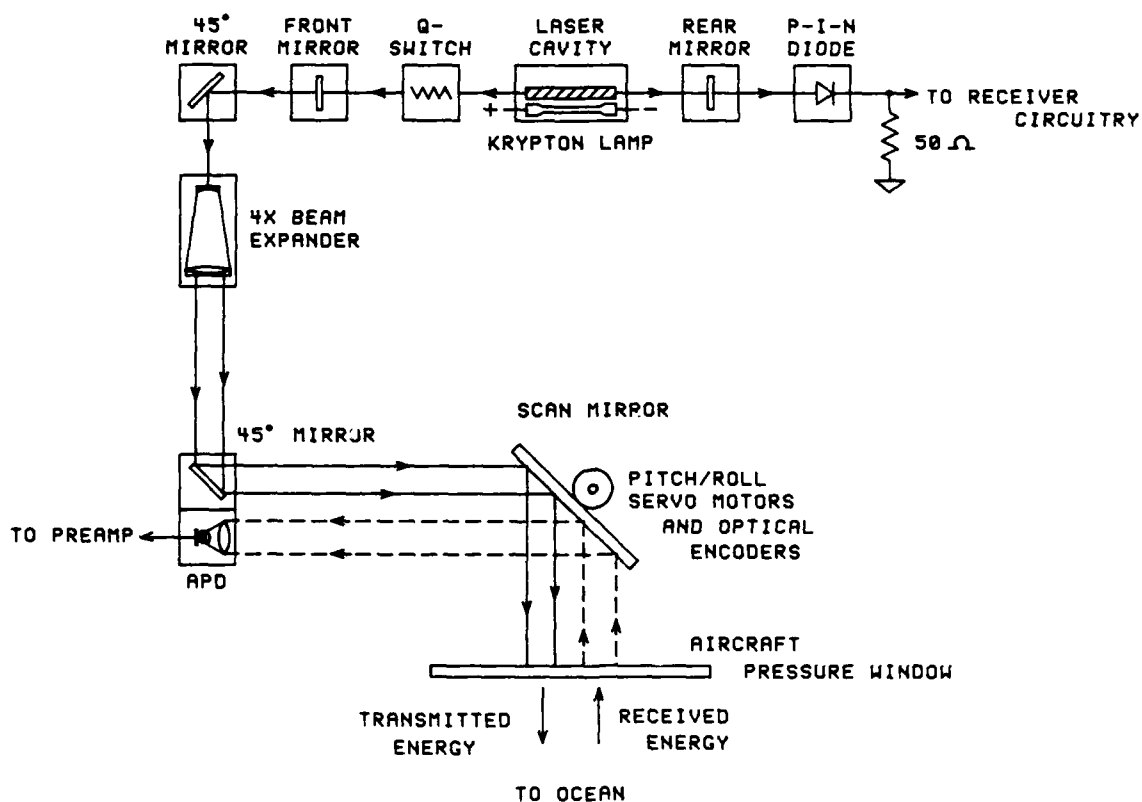 45°
MIRROR
FRONT
MIRROR
Q-
SWITCH
LASER
CAVITY
REAR
MIRROR
P-I-N
DIODE
+
-
KRYPTON LAMP
TO RECEIVER
CIRCUITRY
50 Ω
4X BEAM
EXPANDER
SCAN MIRROR
45° MIRROR
PITCH/ROLL
SERVO MOTORS
AND OPTICAL
ENCODERS
TO PREAMP
APD
AIRCRAFT
PRESSURE WINDOW
TRANSMITTED
ENERGY
RECEIVED
ENERGY
TO OCEAN